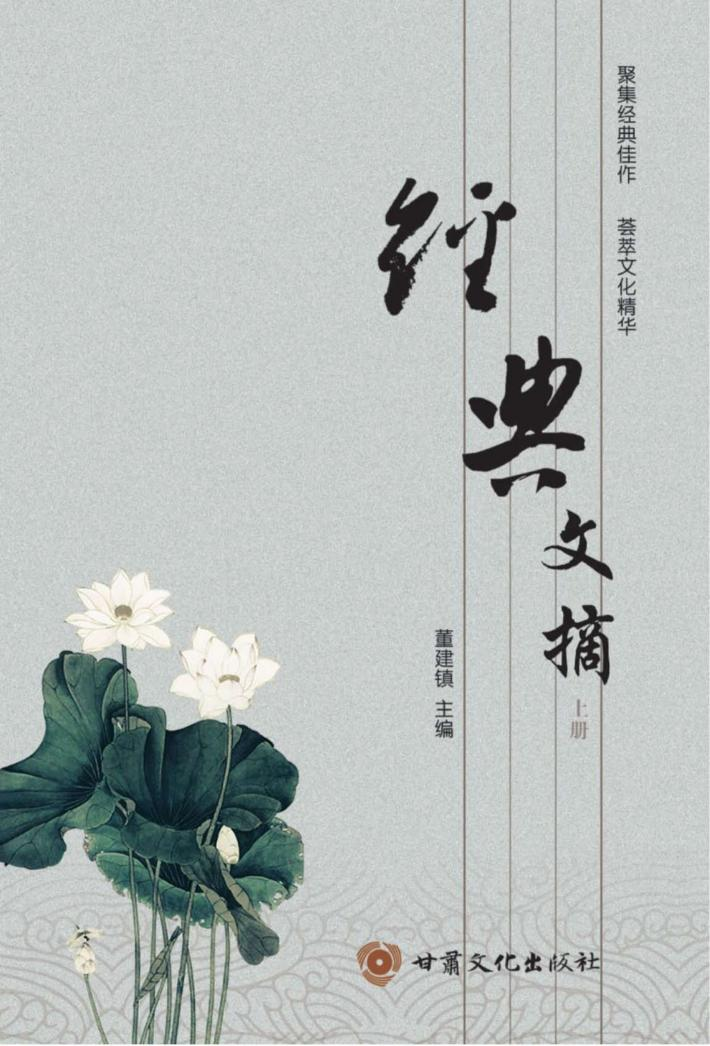 聚集经典佳作 荟萃文化精华
经典文摘
上册
董建镇 主编
甘肃文化出版社